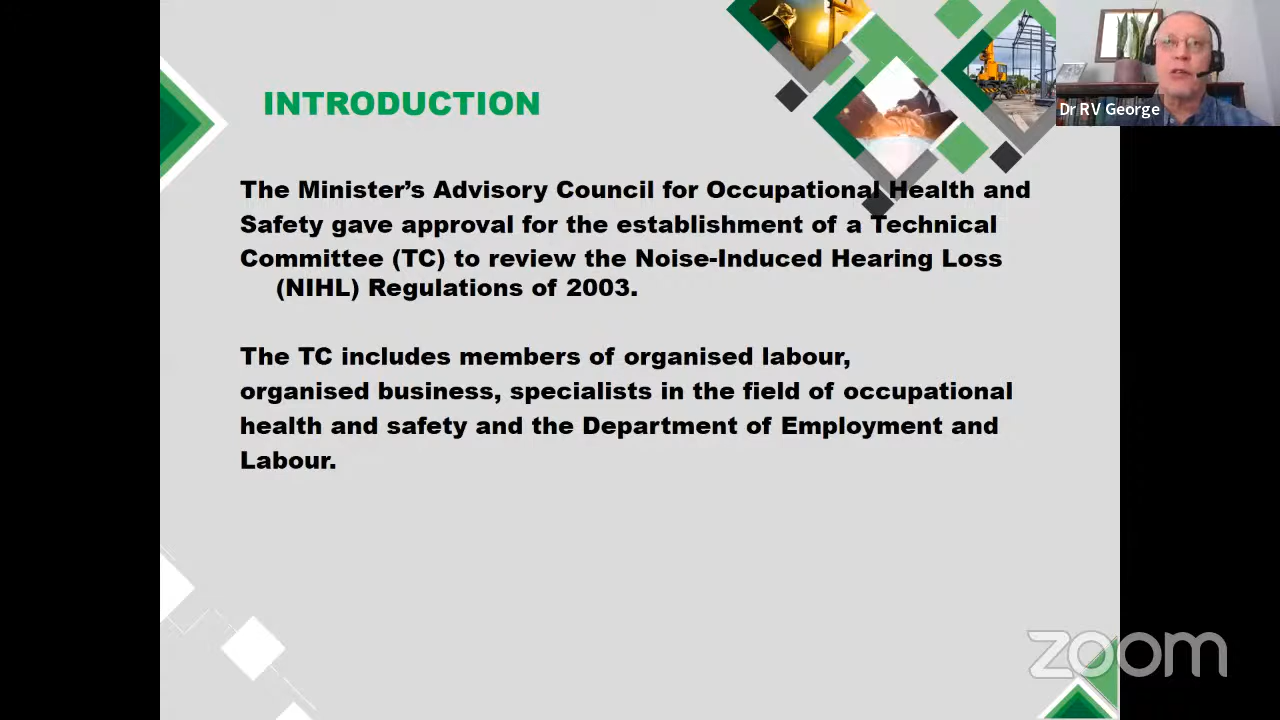 INTRODUCTION
Dr RV George
The Minister’s Advisory Council for Occupational Health and
Safety gave approval for the establishment of a Technical
Committee (TC) to review the Noise-Induced Hearing Loss
(NIHL) Regulations of 2003.
The TC includes members of organised labour,
organised business, specialists in the field of occupational
health and safety and the Department of Employment and
Labour.
zoom